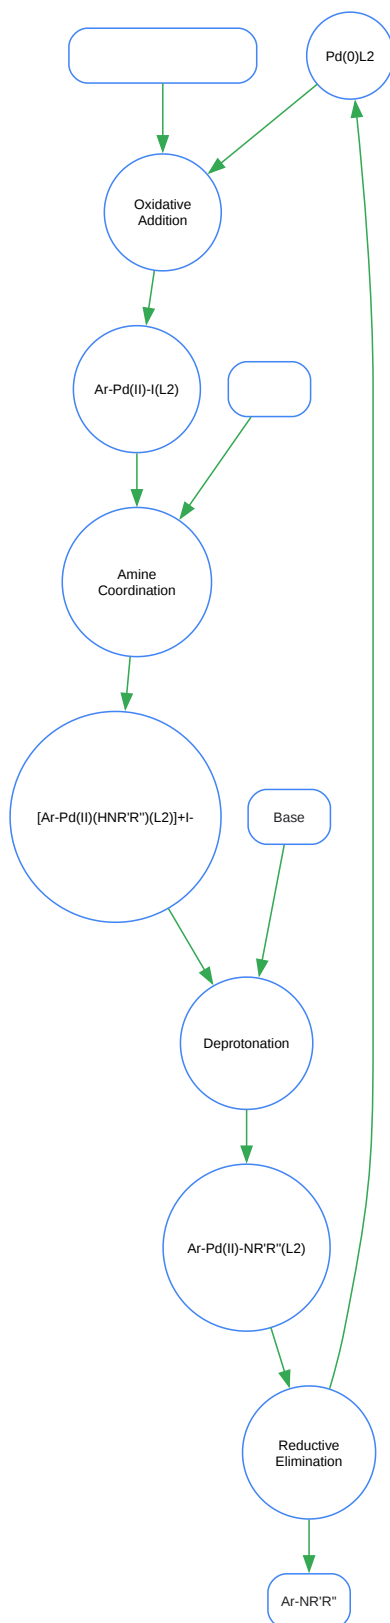 Pd(0)L2
Oxidative
Addition
Ar-Pd(II)-I(L2)
Amine
Coordination
[Ar-Pd(II)(HNR'R")(L2)]+I-
Base
Deprotonation
Ar-Pd(II)-NR'R"(L2)
Reductive
Elimination
Ar-NR'R"